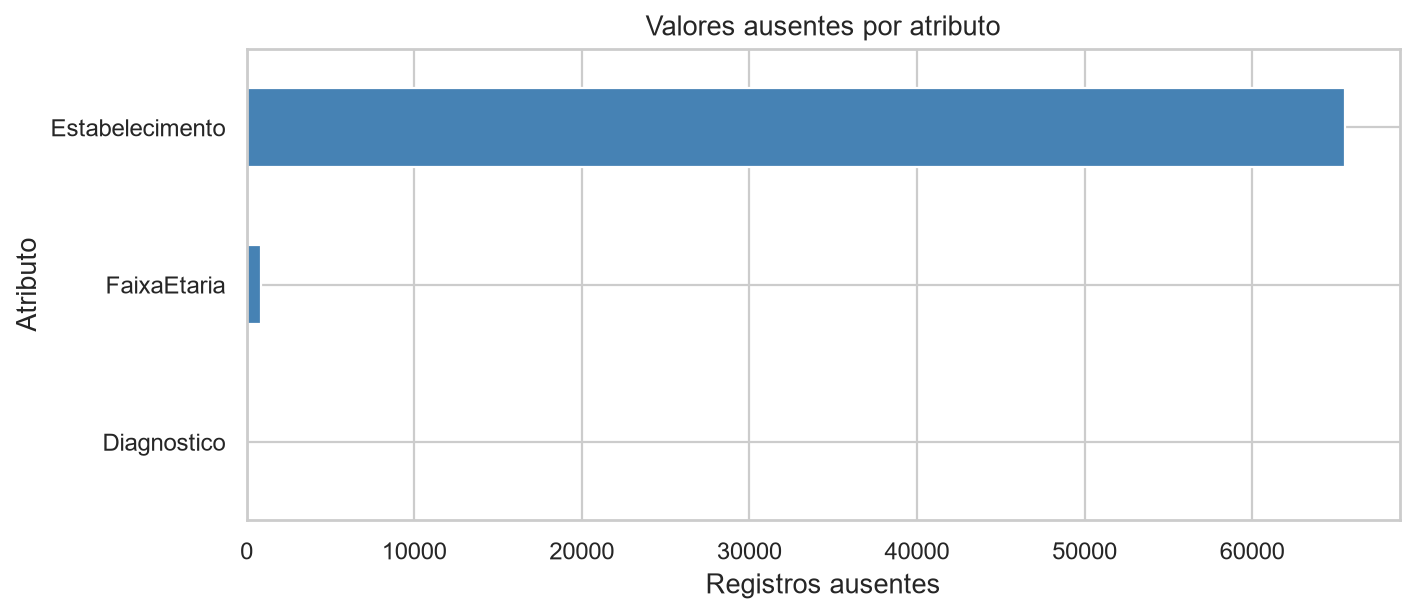 Valores ausentes por atributo
Estabelecimento
FaixaEtaria
Diagnostico
Atributo
0 10000 20000 30000 40000 50000 60000
Registros ausentes